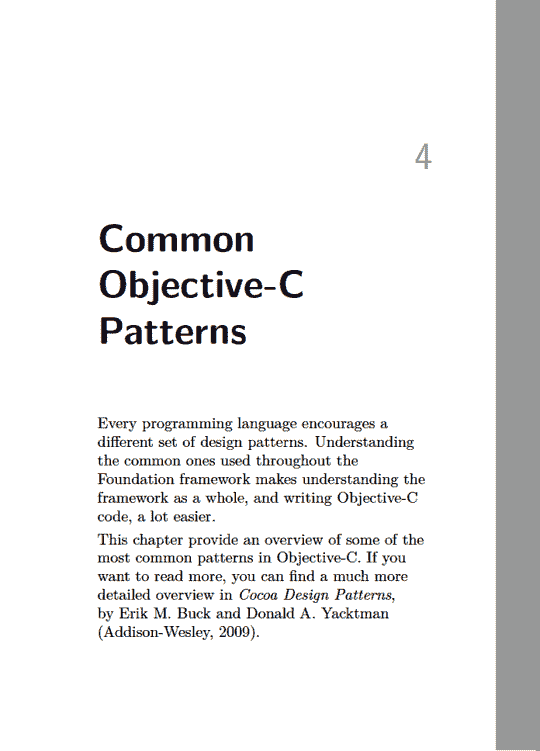 4
Common
Objective-C
Patterns
Every programming language encourages a
different set of design patterns. Understanding
the common ones used throughout the
Foundation framework makes understanding the
framework as a whole, and writing Objective-C
code, a lot easier.
This chapter provide an overview of some of the
most common patterns in Objective-C. If you
want to read more, you can find a much more
detailed overview in Cocoa Design Patterns,
by Erik M. Buck and Donald A. Yacktman
(Addison-Wesley, 2009).